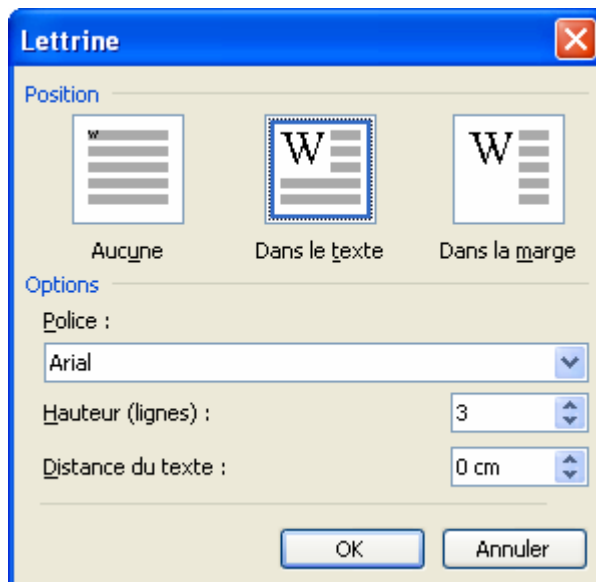 Lettrine
Position
w W W
Aucune Dans le texte Dans la marge
Options
Police :
Arial
Hauteur (lignes) : 3
Distance du texte : 0 cm
OK Annuler